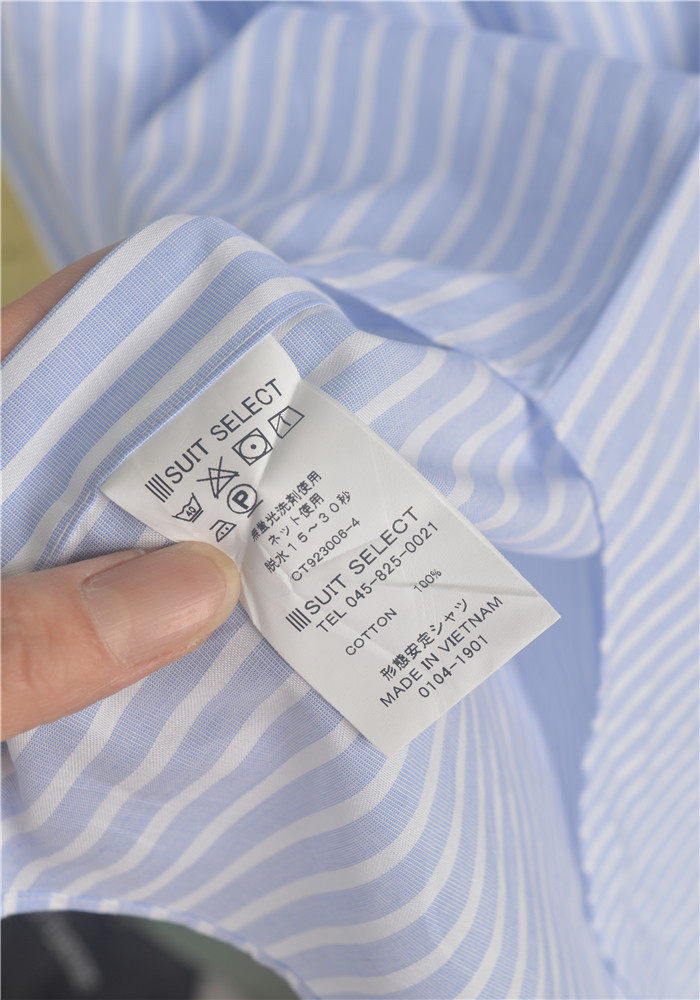 SUIT SELECT
P
無蛍光洗剤使用
ネット使用
脱水15～30秒
CT923006-4
SUIT SELECT
TEL 045-825-0021
COTTON 100%
形態安定シャツ
MADE IN VIETNAM
0104-1901